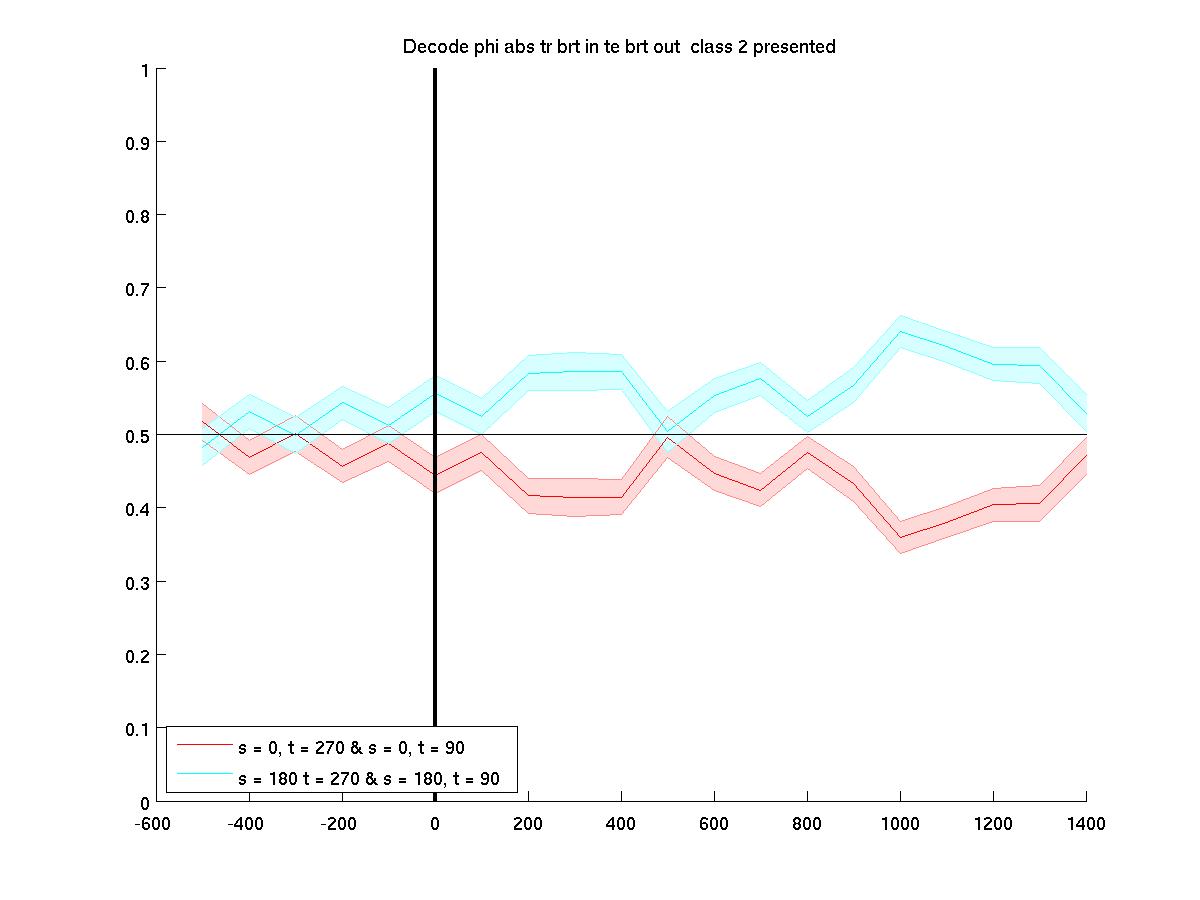 Decode phi abs tr brt in te brt out  class 2 presented
1
0.9
0.8
0.7
0.6
0.5
0.4
0.3
0.2
0.1
0
s = 0, t = 270 & s = 0, t = 90
s = 180 t = 270 & s = 180, t = 90
-600 -400 -200 0 200 400 600 800 1000 1200 1400